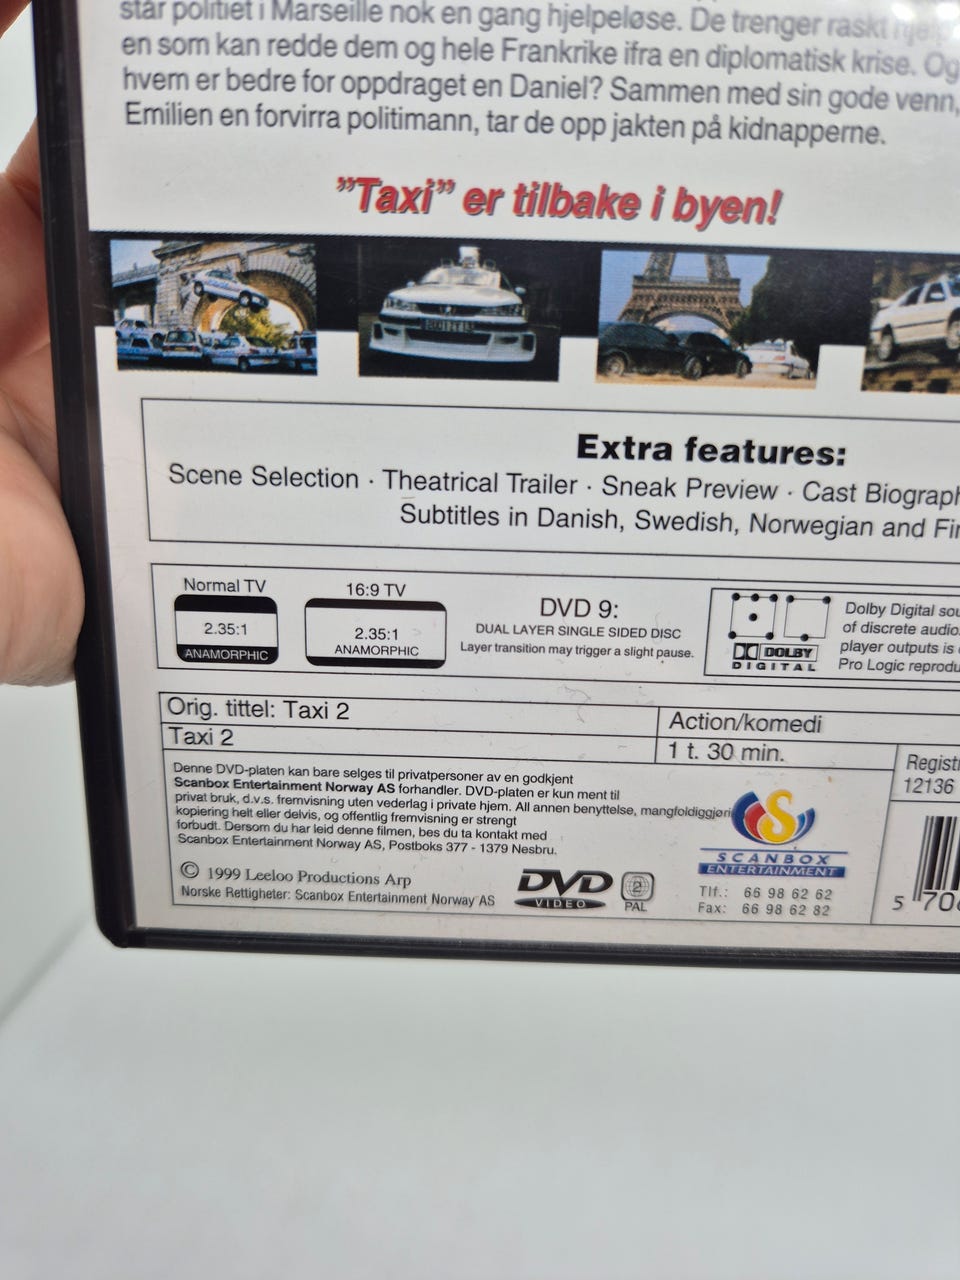 står politiet i Marseille nok en gang hjelpeløse. De trenger raskt
en som kan redde dem og hele Frankrike ifra en diplomatisk krise. Og
hvem er bedre for oppdraget en Daniel? Sammen med sin gode venn,
Emilien en forvirra politimann, tar de opp jakten på kidnapperne.
"Taxi" er tilbake i byen!
Extra features:
Scene Selection · Theatrical Trailer · Sneak Preview · Cast Biograph
Subtitles in Danish, Swedish, Norwegian and Fin
Normal TV
2.35:1
ANAMORPHIC
16:9 TV
2.35:1
ANAMORPHIC
DVD 9:
DUAL LAYER SINGLE SIDED DISC
Layer transition may trigger a slight pause.
DOLBY
DIGITAL
Dolby Digital sou
of discrete audio.
player outputs is
Pro Logic reprodu
Orig. tittel: Taxi 2
Taxi 2
Action/komedi
1 t. 30 min.
Registr
12136
Denne DVD-platen kan bare selges til privatpersoner av en godkjent
Scanbox Entertainment Norway AS forhandler. DVD-platen er kun ment til
privat bruk, d.v.s. fremvisning uten vederlag i private hjem. All annen benyttelse, mangfoldiggjøri
kopiering helt eller delvis, og offentlig fremvisning er strengt
forbudt. Dersom du har leid denne filmen, bes du ta kontakt med
Scanbox Entertainment Norway AS, Postboks 377 - 1379 Nesbru.
© 1999 Leeloo Productions Arp
Norske Rettigheter: Scanbox Entertainment Norway AS
DVD
VIDEO
2
PAL
S
SCANBOX
ENTERTAINMENT
Tlf.: 66 98 62 62
Fax: 66 98 62 82
5 706